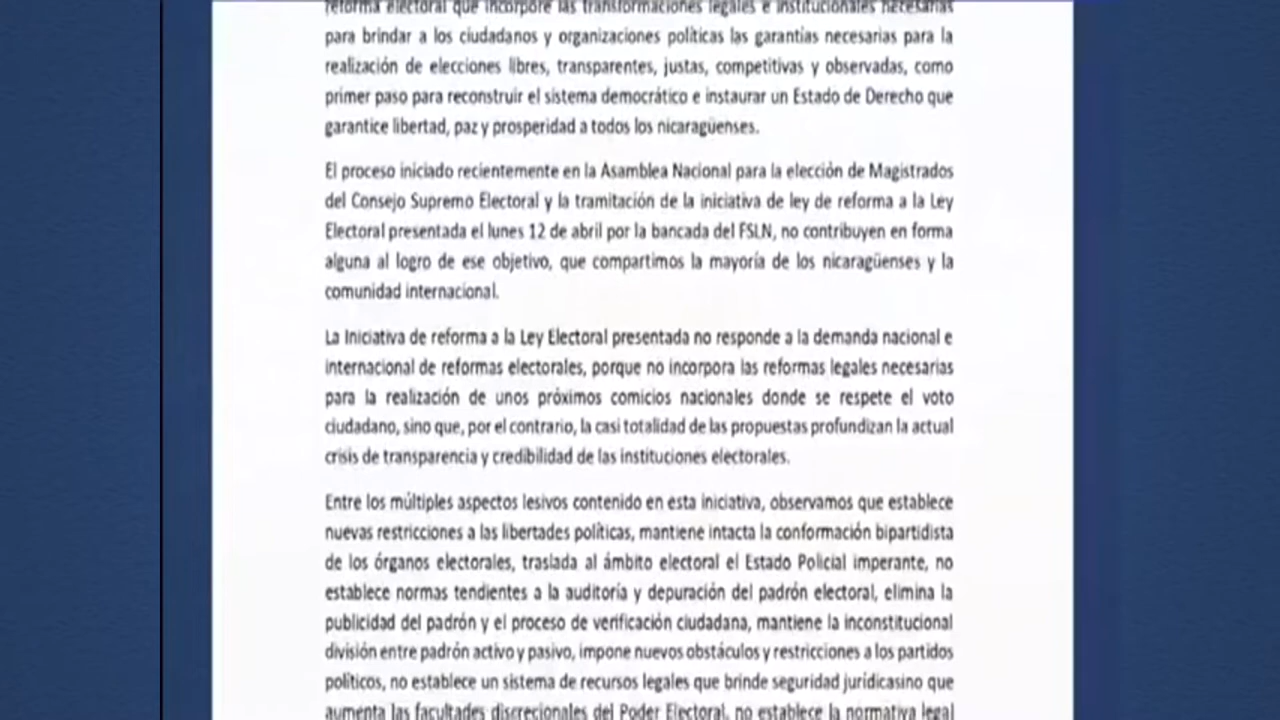 reforma electoral que incorpore las transformaciones legales e institucionales necesarias
para brindar a los ciudadanos y organizaciones políticas las garantías necesarias para la
realización de elecciones libres, transparentes, justas, competitivas y observadas, como
primer paso para reconstruir el sistema democrático e instaurar un Estado de Derecho que
garantice libertad, paz y prosperidad a todos los nicaragüenses.
El proceso iniciado recientemente en la Asamblea Nacional para la elección de Magistrados
del Consejo Supremo Electoral y la tramitación de la iniciativa de ley de reforma a la Ley
Electoral presentada el lunes 12 de abril por la bancada del FSLN, no contribuyen en forma
alguna al logro de ese objetivo, que compartimos la mayoría de los nicaragüenses y la
comunidad internacional.
La Iniciativa de reforma a la Ley Electoral presentada no responde a la demanda nacional e
internacional de reformas electorales, porque no incorpora las reformas legales necesarias
para la realización de unos próximos comicios nacionales donde se respete el voto
ciudadano, sino que, por el contrario, la casi totalidad de las propuestas profundizan la actual
crisis de transparencia y credibilidad de las instituciones electorales.
Entre los múltiples aspectos lesivos contenido en esta iniciativa, observamos que establece
nuevas restricciones a las libertades políticas, mantiene intacta la conformación bipartidista
de los órganos electorales, traslada al ámbito electoral el Estado Policial imperante, no
establece normas tendientes a la auditoría y depuración del padrón electoral, elimina la
publicidad del padrón y el proceso de verificación ciudadana, mantiene la inconstitucional
división entre padrón activo y pasivo, impone nuevos obstáculos y restricciones a los partidos
políticos, no establece un sistema de recursos legales que brinde seguridad jurídicasino que
aumenta las facultades discrecionales del Poder Electoral, no establece la normativa legal